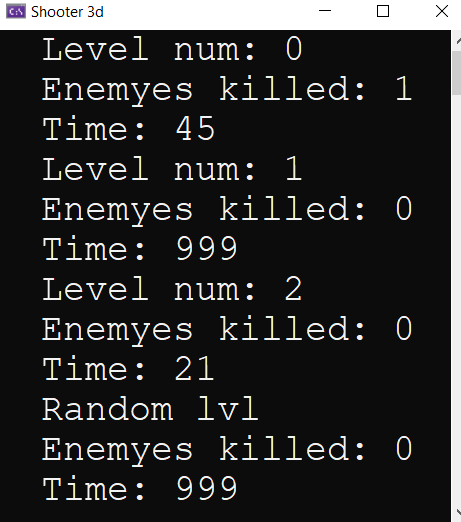 Shooter 3d
Level num: 0
Enemyes killed: 1
Time: 45
Level num: 1
Enemyes killed: 0
Time: 999
Level num: 2
Enemyes killed: 0
Time: 21
Random lvl
Enemyes killed: 0
Time: 999